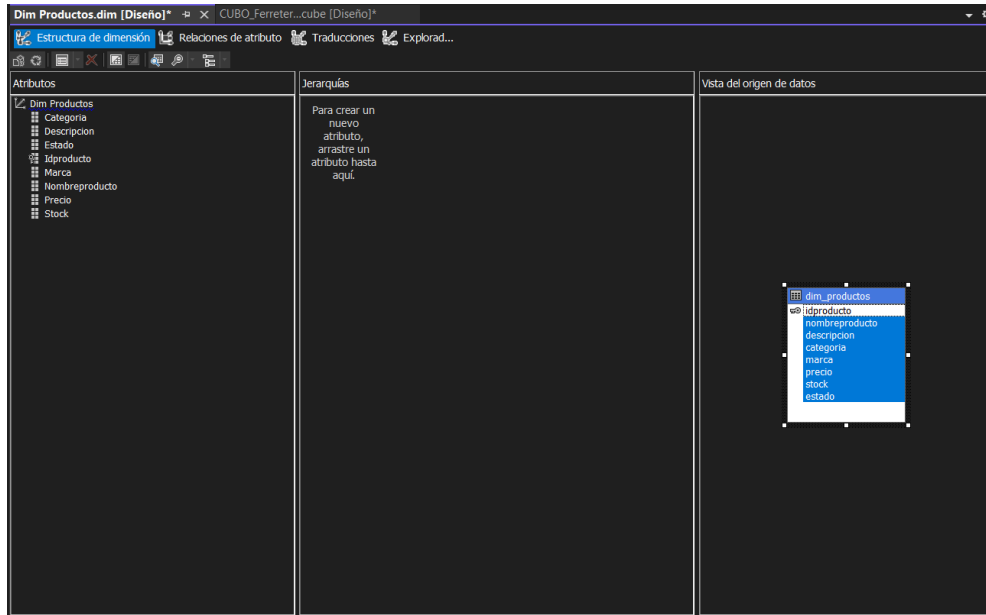 Dim Productos.dim [Diseño]* CUBO_Ferreter...cube [Diseño]*
Estructura de dimensión Relaciones de atributo Traducciones Explorad...
Atributos
Dim Productos
Categoria
Descripcion
Estado
Idproducto
Marca
Nombreproducto
Precio
Stock
Jerarquías
Para crear un
nuevo
atributo,
arrastre un
atributo hasta
aquí.
Vista del origen de datos
dim_productos
idproducto
nombreproducto
descripcion
categoria
marca
precio
stock
estado